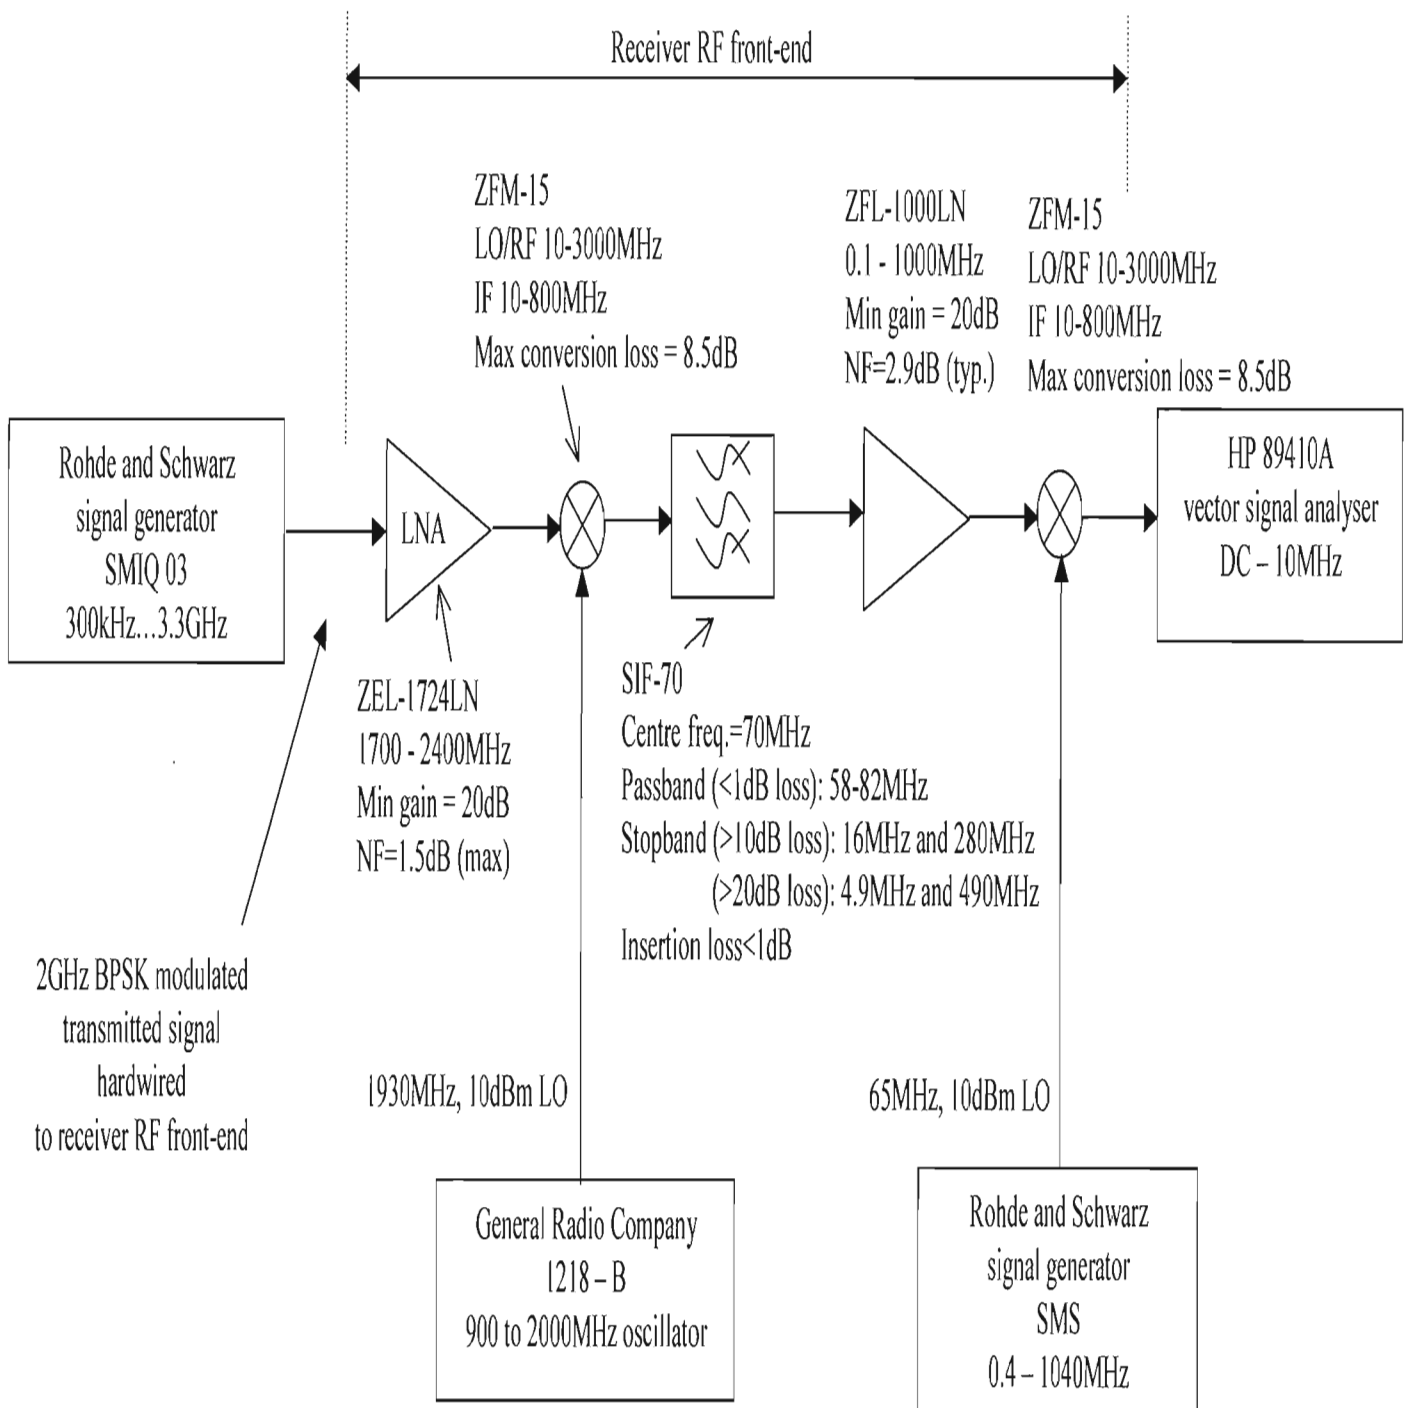 Receiver RF front-end
ZFM-15
LO/RF 10-3000MHz
IF 10-800MHz
Max conversion loss = 8.5dB
ZFL-1000LN
0.1 - 1000MHz
Min gain = 20dB
NF=2.9dB (typ.)
ZFM-15
LO/RF 10-3000MHz
IF 10-800MHz
Max conversion loss = 8.5dB
Rohde and Schwarz
signal generator
SMIQ 03
300kHz…3.3GHz
LNA
HP 89410A
vector signal analyser
DC – 10MHz
ZEL-1724LN
1700 - 2400MHz
Min gain = 20dB
NF=1.5dB (max)
SIF-70
Centre freq.=70MHz
Passband (<1dB loss): 58-82MHz
Stopband (>10dB loss): 16MHz and 280MHz
(>20dB loss): 4.9MHz and 490MHz
Insertion loss<1dB
2GHz BPSK modulated
transmitted signal
hardwired
to receiver RF front-end
1930MHz, 10dBm LO
65MHz, 10dBm LO
General Radio Company
1218 – B
900 to 2000MHz oscillator
Rohde and Schwarz
signal generator
SMS
0.4 – 1040MHz